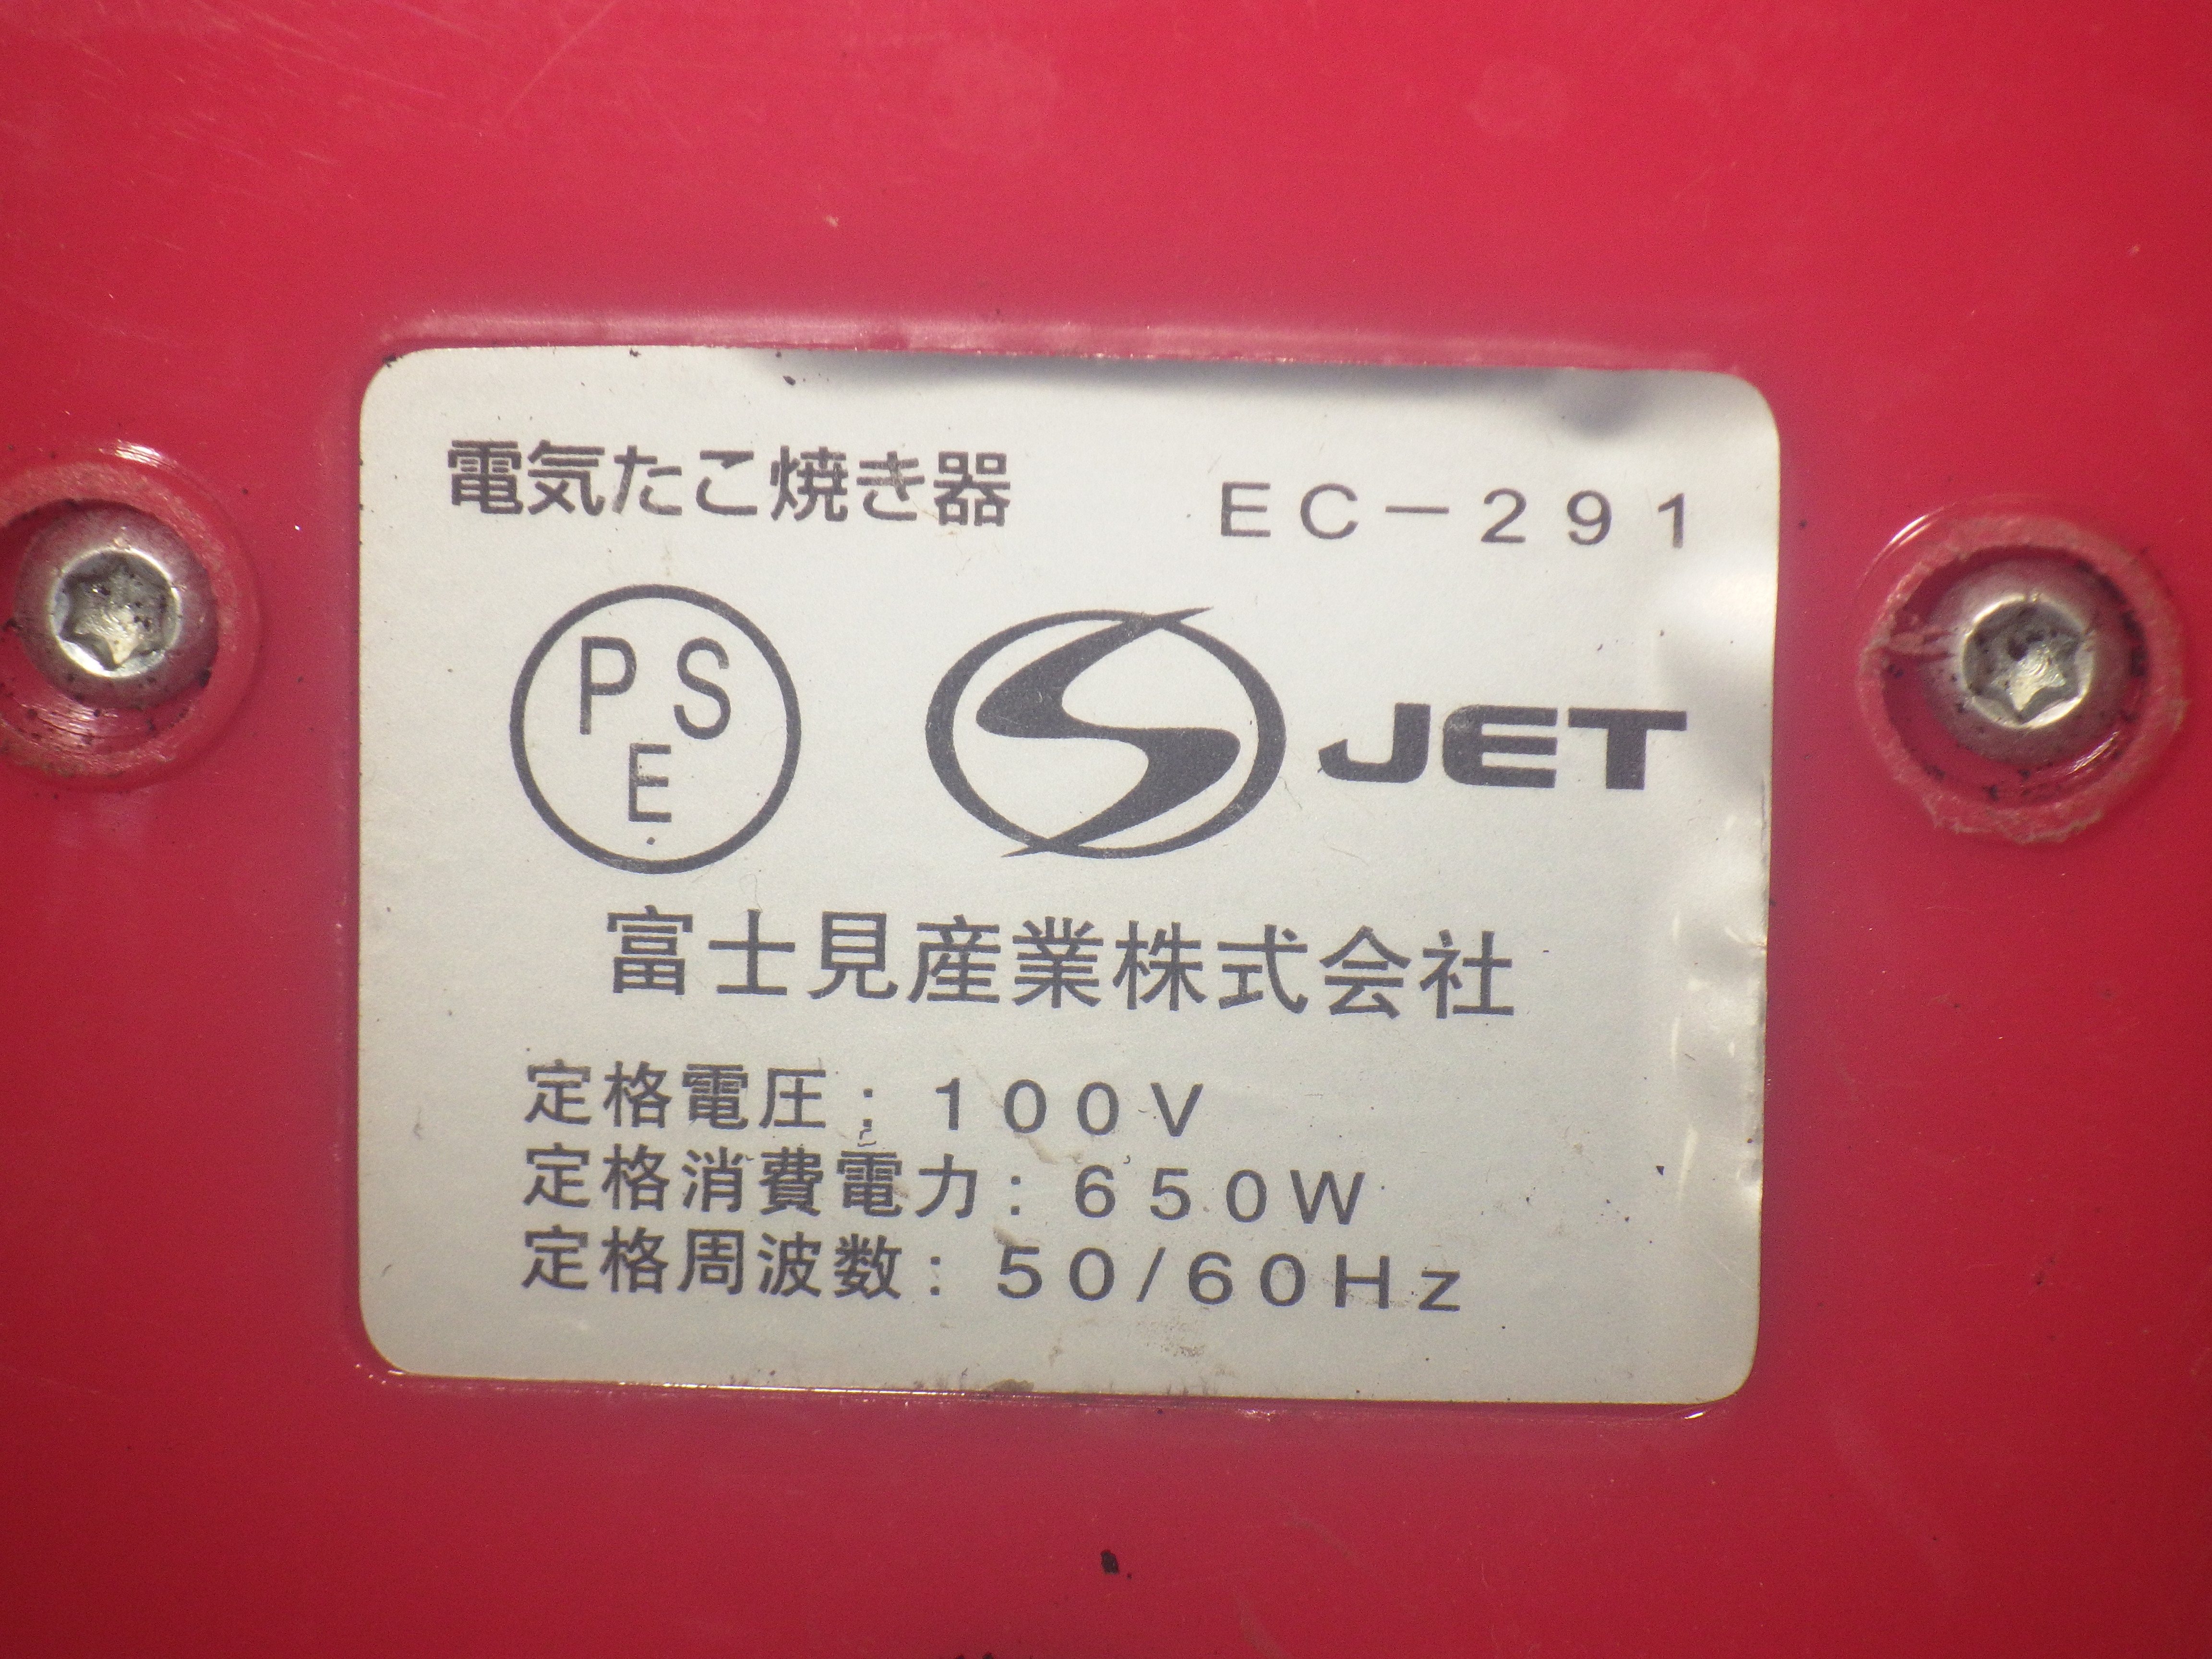 電気たこ焼き器 EC－291
PSE
S JET
富士見産業株式会社
定格電圧：100V
定格消費電力：650W
定格周波数：50/60Hz